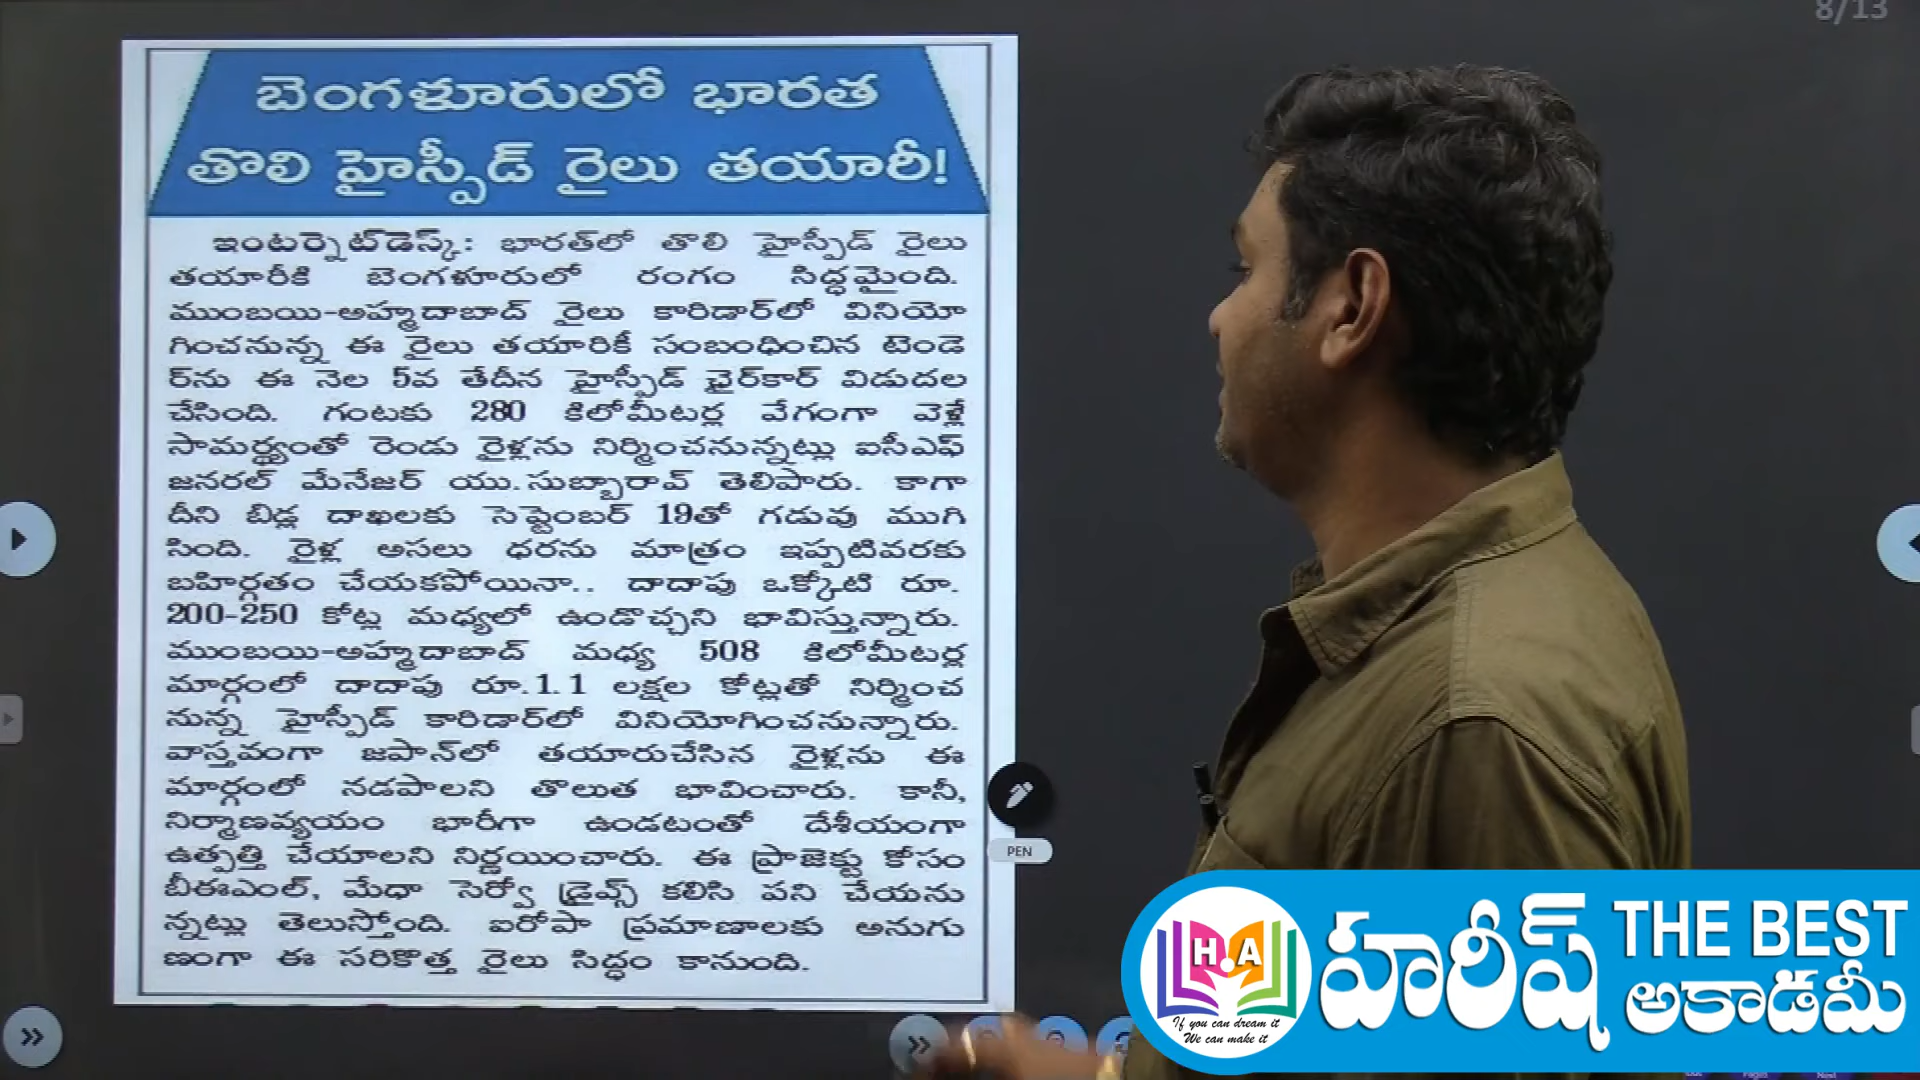 8/13
బెంగళూరులో భారత
తొలి హైస్పీడ్ రైలు తయారీ!
ఇంటర్నెట్‌డెస్క్: భారత్‌లో తొలి హైస్పీడ్ రైలు
తయారీకి బెంగళూరులో రంగం సిద్ధమైంది.
ముంబయి-అహ్మదాబాద్ రైలు కారిడార్‌లో వినియో
గించనున్న ఈ రైలు తయారికీ సంబంధించిన టెండె
ర్‌ను ఈ నెల 5వ తేదీన హైస్పీడ్ ఛైర్‌కార్ విడుదల
చేసింది. గంటకు 280 కిలోమీటర్ల వేగంగా వెళ్లే
సామర్థ్యంతో రెండు రైళ్లను నిర్మించనున్నట్లు ఐసీఎఫ్
జనరల్ మేనేజర్ యు.సుబ్బారావ్ తెలిపారు. కాగా
దీని బిడ్ల దాఖలకు సెప్టెంబర్ 19తో గడువు ముగి
సింది. రైళ్ల అసలు ధరను మాత్రం ఇప్పటివరకు
బహిర్గతం చేయకపోయినా.. దాదాపు ఒక్కోటి రూ.
200-250 కోట్ల మధ్యలో ఉండొచ్చని భావిస్తున్నారు.
ముంబయి-అహ్మదాబాద్ మధ్య 508 కిలోమీటర్ల
మార్గంలో దాదాపు రూ.1.1 లక్షల కోట్లతో నిర్మించ
నున్న హైస్పీడ్ కారిడార్‌లో వినియోగించనున్నారు.
వాస్తవంగా జపాన్‌లో తయారుచేసిన రైళ్లను ఈ
మార్గంలో నడపాలని తొలుత భావించారు. కానీ,
నిర్మాణవ్యయం భారీగా ఉండటంతో దేశీయంగా
ఉత్పత్తి చేయాలని నిర్ణయించారు. ఈ ప్రాజెక్టు కోసం
బీఈఎంల్, మేధా సెర్వో డ్రైవ్స్ కలిసి పని చేయను
న్నట్లు తెలుస్తోంది. ఐరోపా ప్రమాణాలకు అనుగు
ణంగా ఈ సరికొత్త రైలు సిద్ధం కానుంది.
PEN
H.A
If you can dream it
We can make it
హరీష్ THE BEST
అకాడమీ